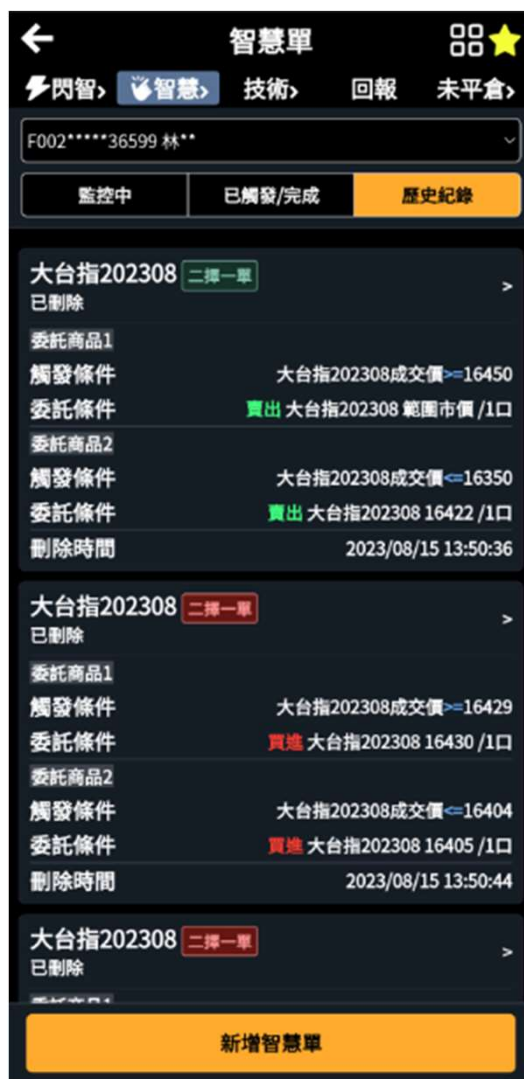 智慧單
閃智› 智慧› 技術› 回報 未平倉›
F002*****36599 林**
監控中 已觸發/完成 歷史紀錄
大台指202308 二擇一單 >
已刪除
委託商品1
觸發條件 大台指202308成交價>=16450
委託條件 賣出 大台指202308 範圍市價 /1口
委託商品2
觸發條件 大台指202308成交價<=16350
委託條件 賣出 大台指202308 16422 /1口
刪除時間 2023/08/15 13:50:36
大台指202308 二擇一單 >
已刪除
委託商品1
觸發條件 大台指202308成交價>=16429
委託條件 買進 大台指202308 16430 /1口
委託商品2
觸發條件 大台指202308成交價<=16404
委託條件 買進 大台指202308 16405 /1口
刪除時間 2023/08/15 13:50:44
大台指202308 二擇一單 >
已刪除
委託商品1
新增智慧單